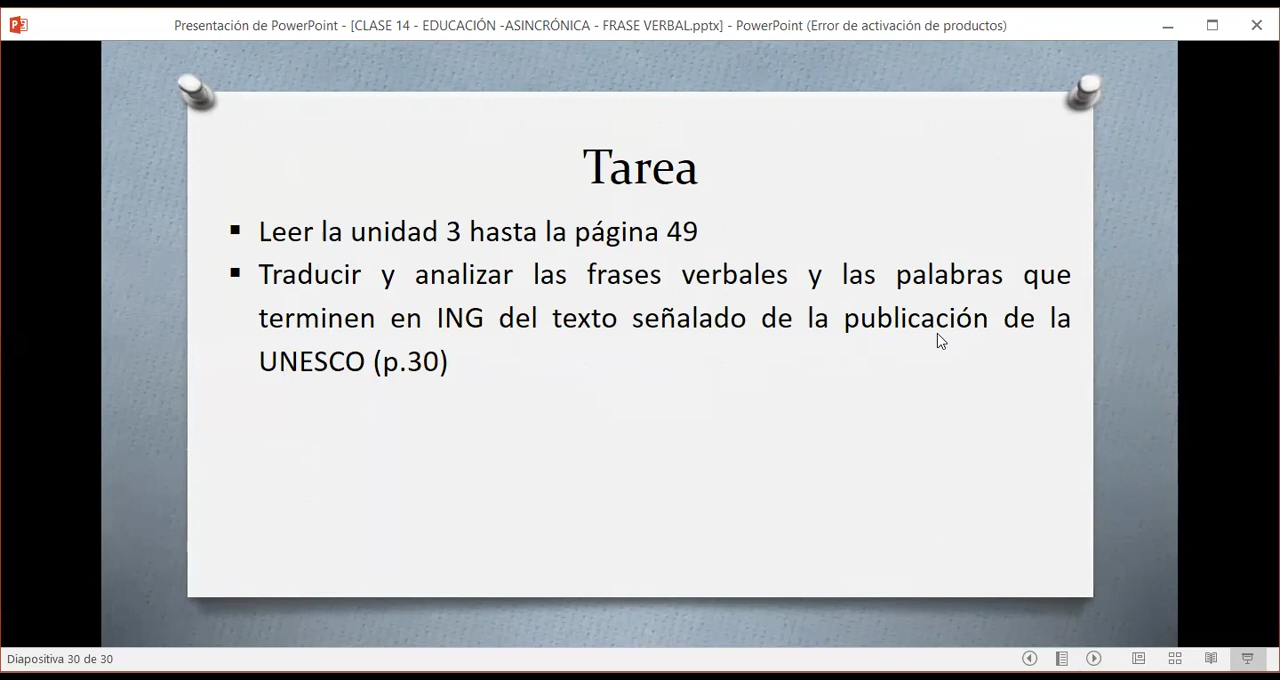 Presentación de PowerPoint - [CLASE 14 - EDUCACIÓN -ASINCRÓNICA - FRASE VERBAL.pptx] - PowerPoint (Error de activación de productos)
Tarea
▪ Leer la unidad 3 hasta la página 49
▪ Traducir y analizar las frases verbales y las palabras que
terminen en ING del texto señalado de la publicación de la
UNESCO (p.30)
Diapositiva 30 de 30